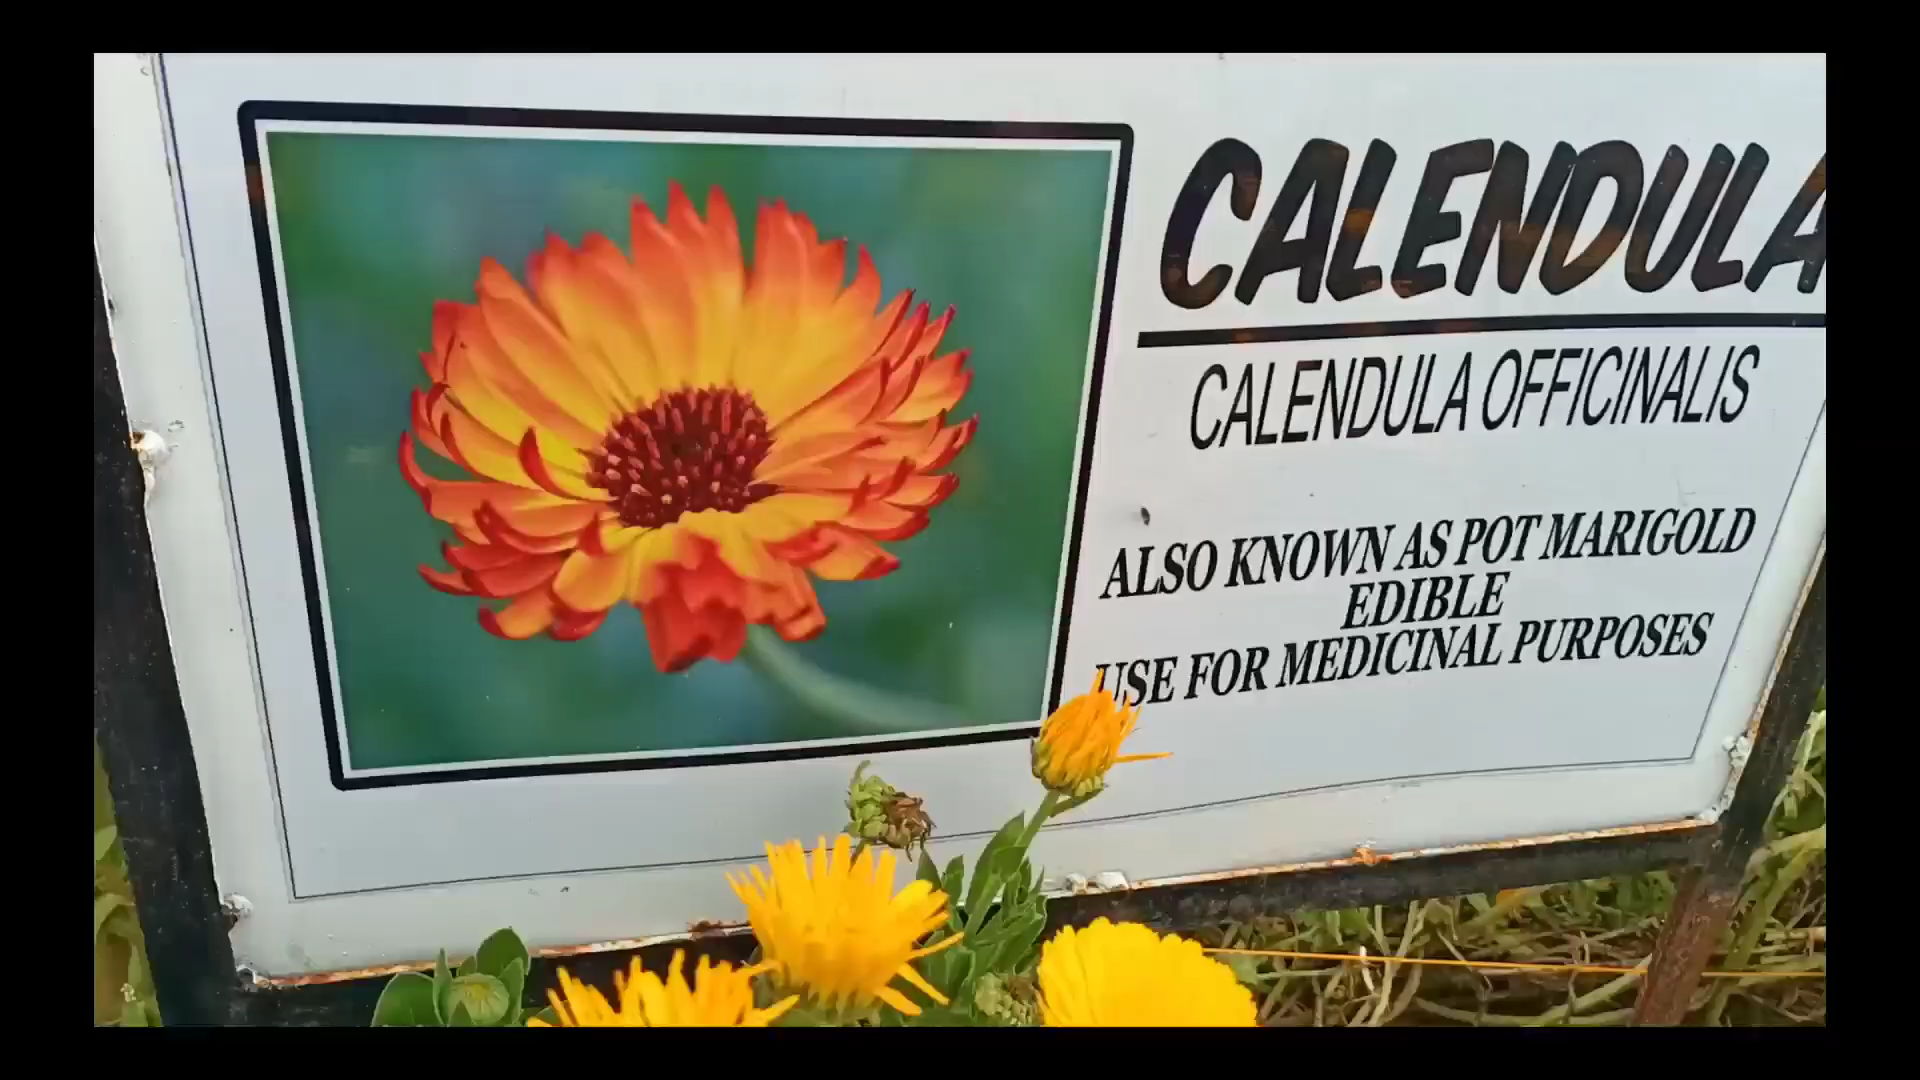 CALENDULA
CALENDULA OFFICINALIS
ALSO KNOWN AS POT MARIGOLD
EDIBLE
USE FOR MEDICINAL PURPOSES